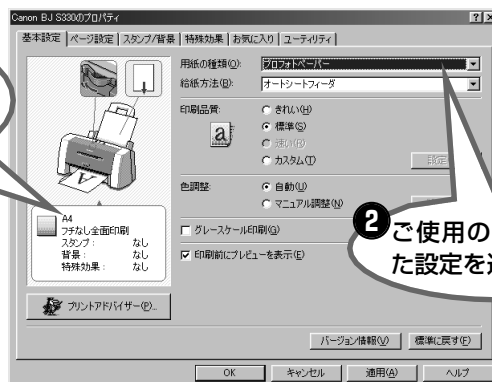 Canon BJ S330のプロパティ
基本設定 ページ設定 スタンプ/背景 特殊効果 お気に入り ユーティリティ
用紙の種類(O): プロフォトペーパー
給紙方法(B): オートシートフィーダ
印刷品質: きれい(H)
標準(S)
速い(R)
カスタム(T) 設定
色調整: 自動(U)
マニュアル調整(N)
グレースケール印刷(G)
印刷前にプレビューを表示(E)
A4
フチなし全面印刷
スタンプ: なし
背景: なし
特殊効果: なし
プリントアドバイザー(P)...
バージョン情報(V) 標準に戻す(F)
OK キャンセル 適用(A) ヘルプ
2 ご使用の
た設定を